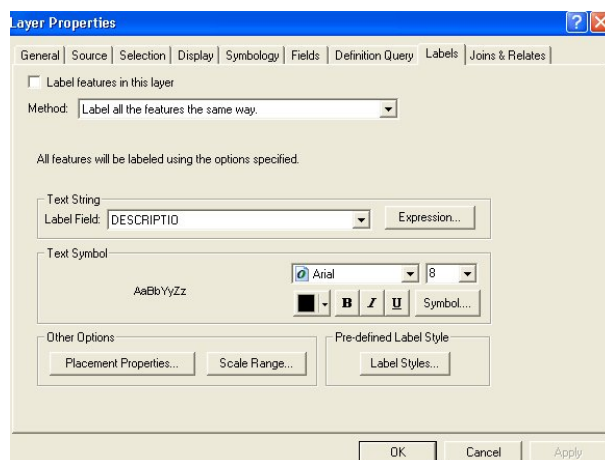 Layer Properties
General Source Selection Display Symbology Fields Definition Query Labels Joins & Relates
Label features in this layer
Method: Label all the features the same way.
All features will be labeled using the options specified.
Text String
Label Field: DESCRIPTIO Expression...
Text Symbol
AaBbYyZz
Arial 8
B I U Symbol...
Other Options
Placement Properties... Scale Range...
Pre-defined Label Style
Label Styles...
OK Cancel Apply